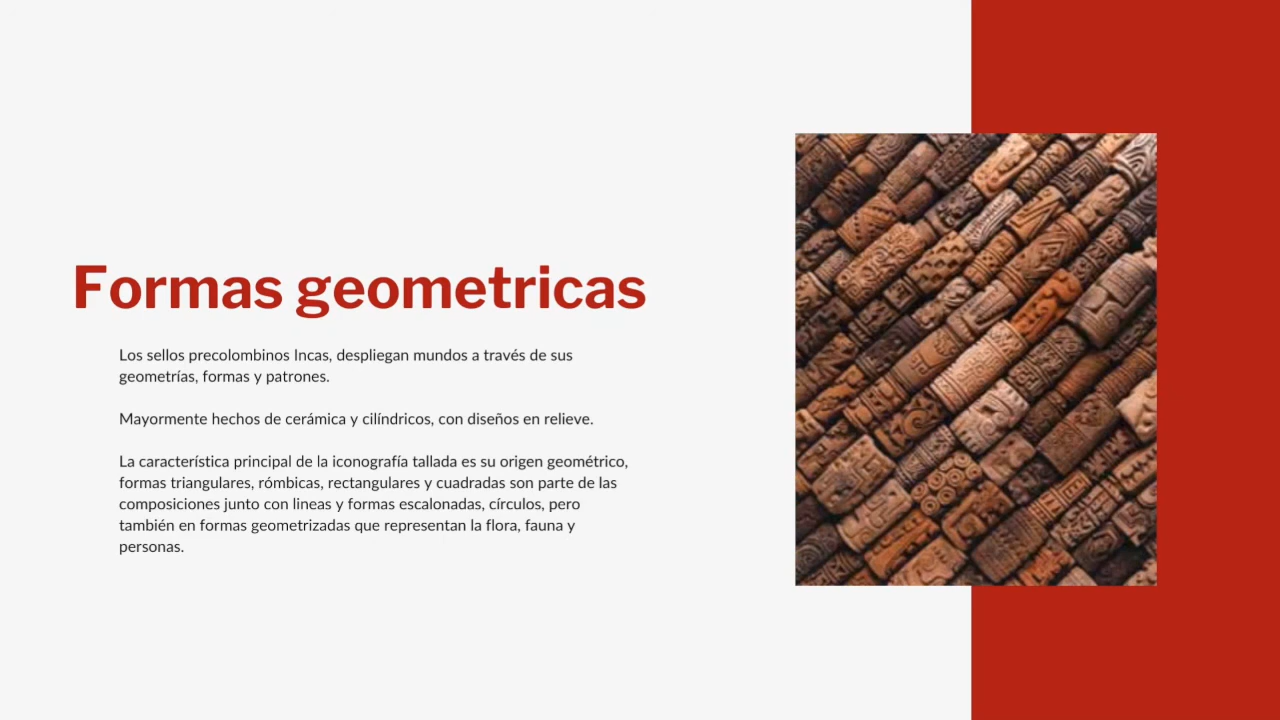 Formas geometricas
Los sellos precolombinos Incas, despliegan mundos a través de sus
geometrías, formas y patrones.
Mayormente hechos de cerámica y cilíndricos, con diseños en relieve.
La característica principal de la iconografía tallada es su origen geométrico,
formas triangulares, rómbicas, rectangulares y cuadradas son parte de las
composiciones junto con lineas y formas escalonadas, círculos, pero
también en formas geometrizadas que representan la flora, fauna y
personas.